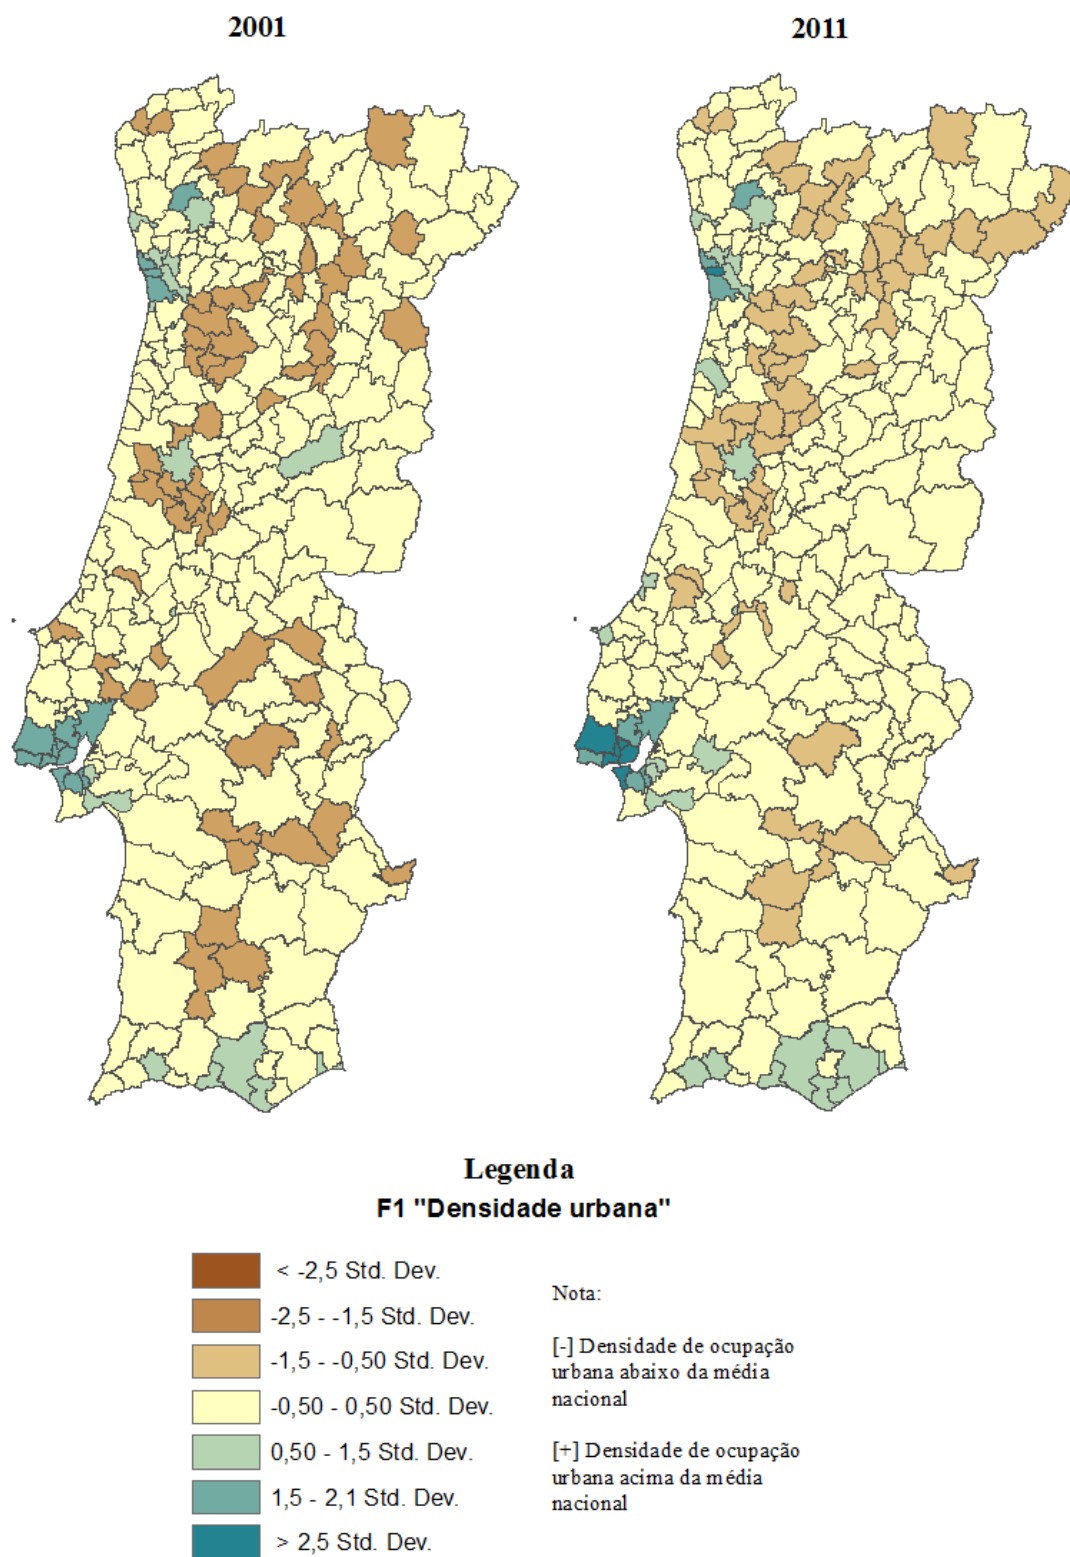 2001
2011
Legenda
F1 "Densidade urbana"
< -2,5 Std. Dev.
-2,5 - -1,5 Std. Dev.
-1,5 - -0,50 Std. Dev.
-0,50 - 0,50 Std. Dev.
0,50 - 1,5 Std. Dev.
1,5 - 2,1 Std. Dev.
> 2,5 Std. Dev.
Nota:
[-] Densidade de ocupação
urbana abaixo da média
nacional
[+] Densidade de ocupação
urbana acima da média
nacional